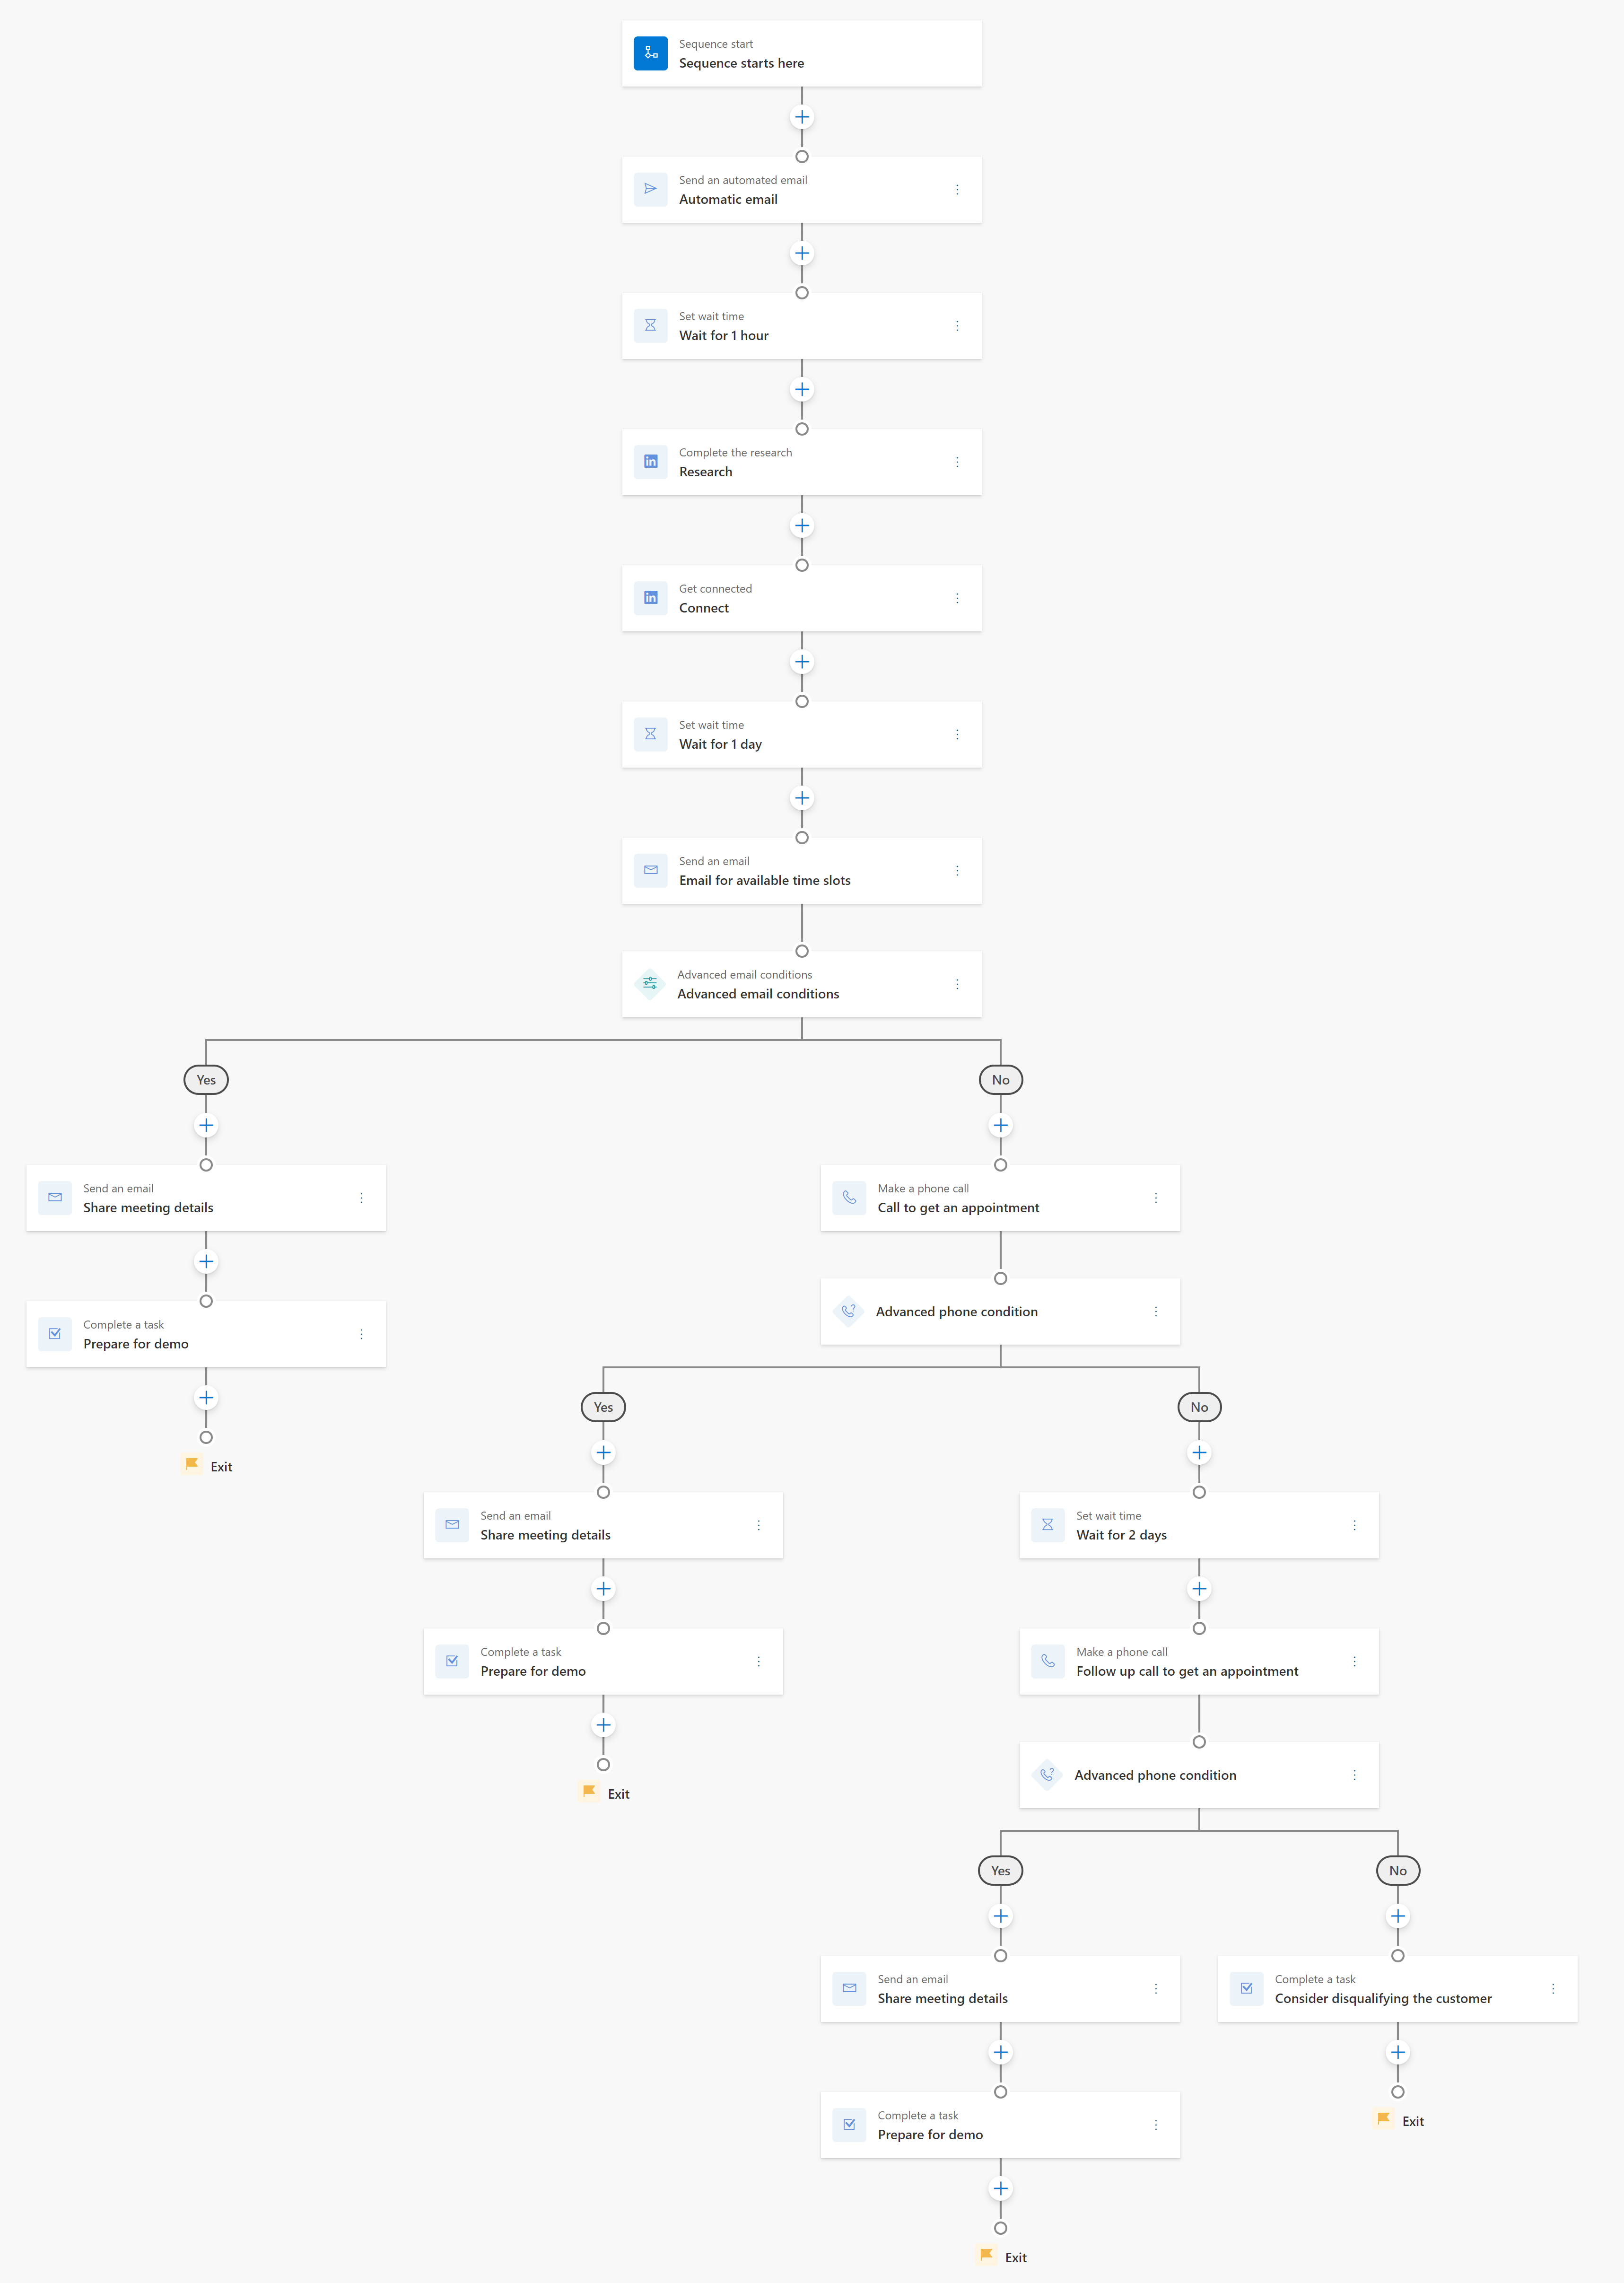 Sequence start
Sequence starts here
Send an automated email
Automatic email
Set wait time
Wait for 1 hour
Complete the research
Research
Get connected
Connect
Set wait time
Wait for 1 day
Send an email
Email for available time slots
Advanced email conditions
Advanced email conditions
Yes
No
Send an email
Share meeting details
Make a phone call
Call to get an appointment
Complete a task
Prepare for demo
Advanced phone condition
Exit
Yes
No
Send an email
Share meeting details
Set wait time
Wait for 2 days
Complete a task
Prepare for demo
Make a phone call
Follow up call to get an appointment
Exit
Advanced phone condition
Yes
No
Send an email
Share meeting details
Complete a task
Consider disqualifying the customer
Complete a task
Prepare for demo
Exit
Exit